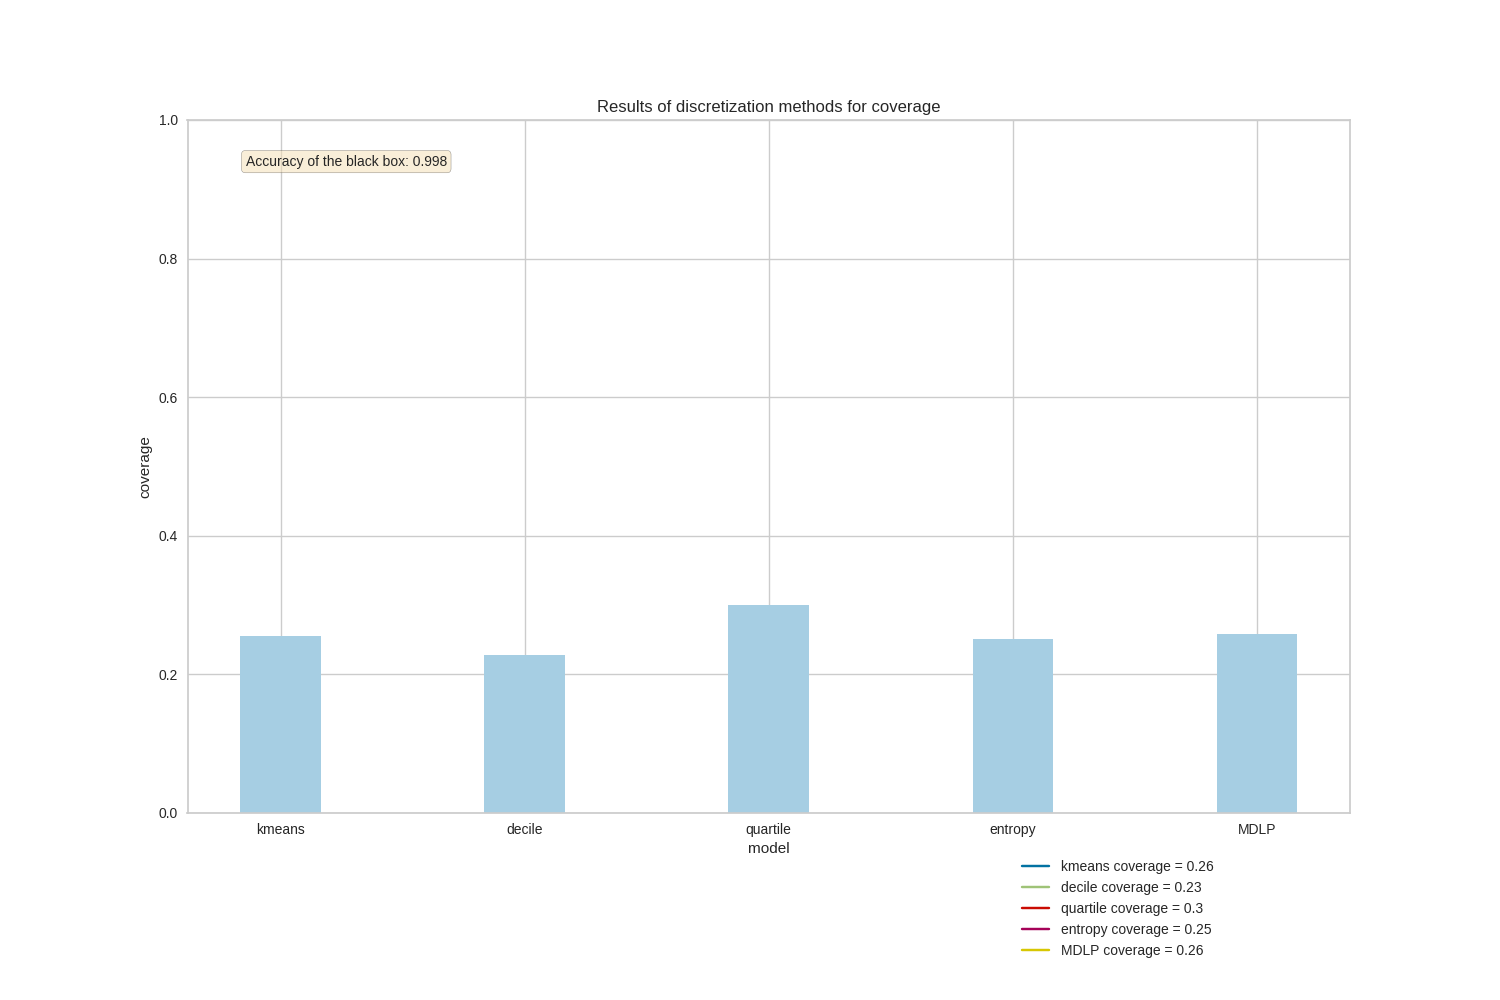 Results of discretization methods for coverage
1.0
Accuracy of the black box: 0.998
0.8
0.6
coverage
0.4
0.2
0.0
kmeans decile quartile entropy MDLP
model
kmeans coverage = 0.26
decile coverage = 0.23
quartile coverage = 0.3
entropy coverage = 0.25
MDLP coverage = 0.26